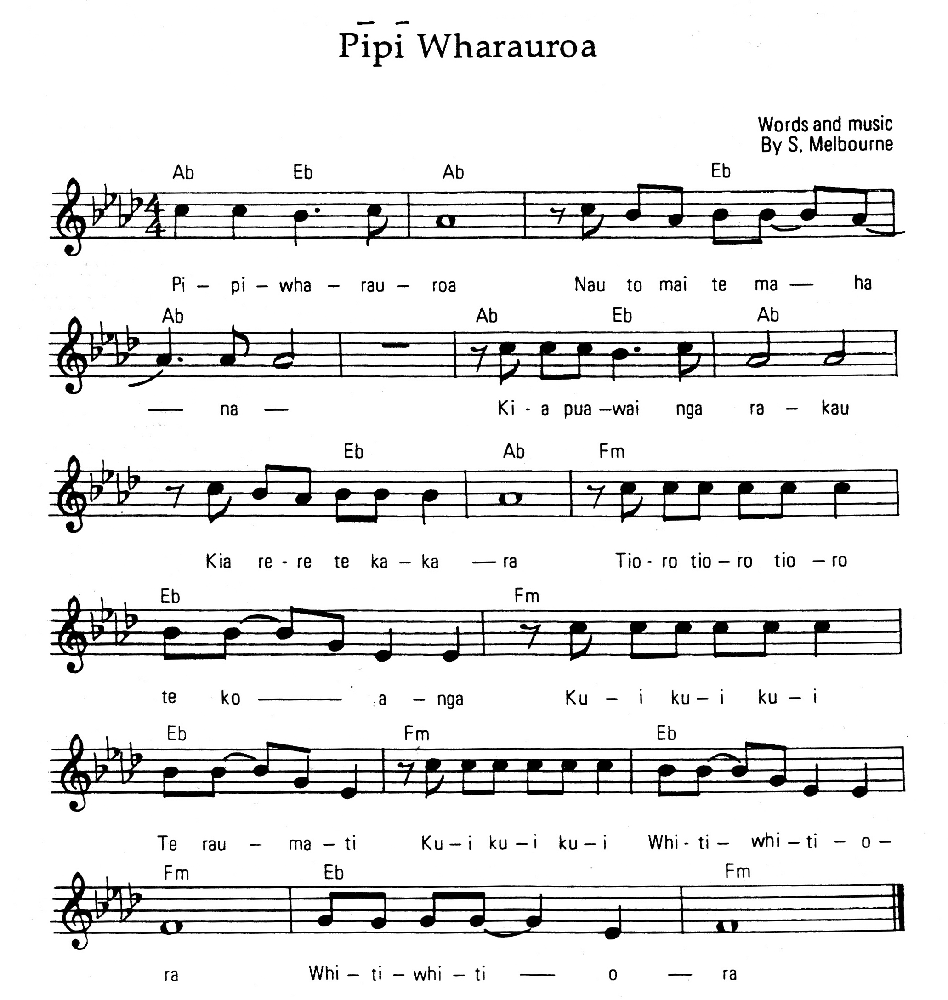 Pīpī Wharauroa
Words and music
By S. Melbourne
Ab Eb Ab Eb
4
4
Pi – pi – wha – rau – roa Nau to mai te ma — ha
Ab Ab Eb Ab
— na — Ki - a pua –wai nga ra – kau
Eb Ab Fm
Kia re - re te ka – ka — ra Tio - ro tio – ro tio – ro
Eb Fm
te ko — a – nga Ku – i ku – i ku – i
Eb Fm Eb
Te rau – ma – ti Ku – i ku – i ku – i Whi - ti – whi – ti – o –
Fm Eb Fm
ra Whi – ti – whi – ti — o — ra